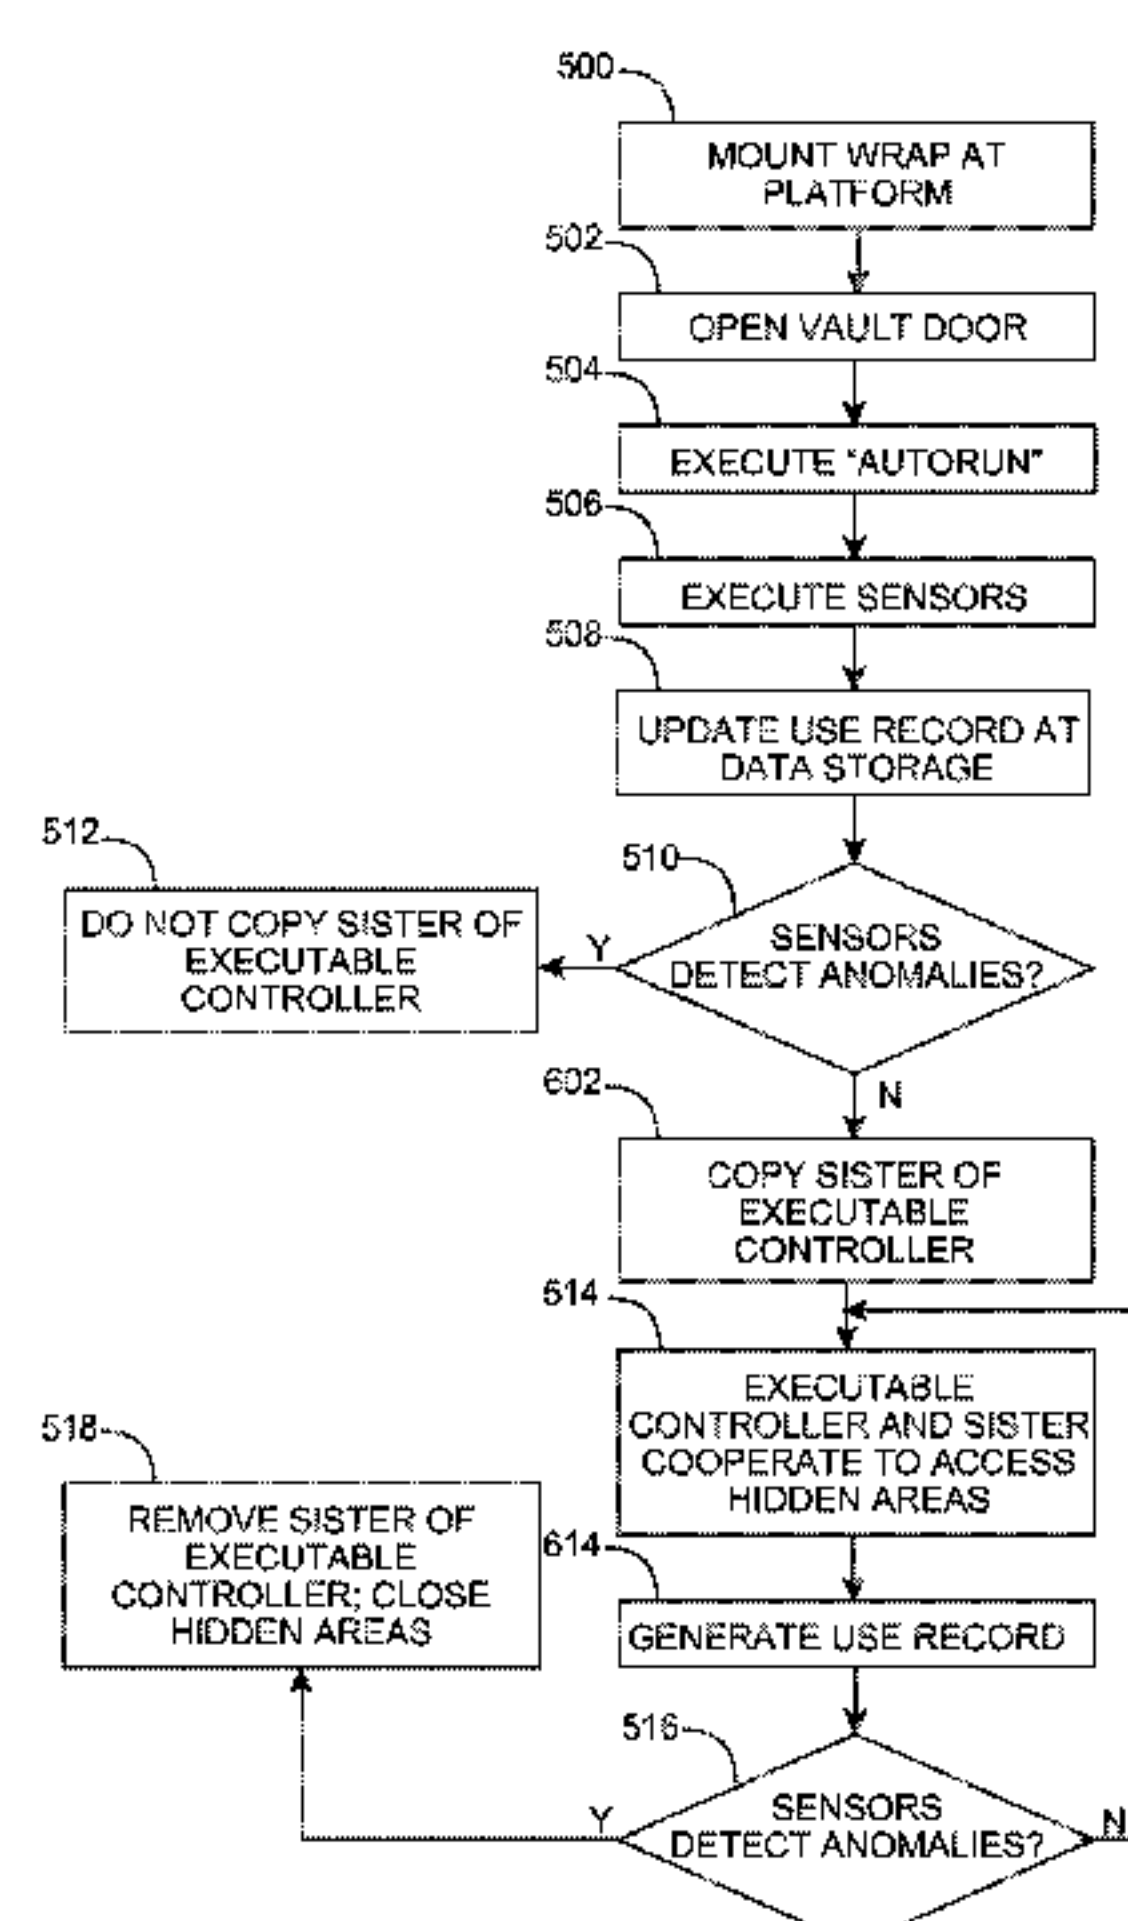 500
MOUNT WRAP AT
PLATFORM
502
OPEN VAULT DOOR
504
EXECUTE “AUTORUN”
506
EXECUTE SENSORS
508
UPDATE USE RECORD AT
DATA STORAGE
510
SENSORS
DETECT ANOMALIES?
Y
512
DO NOT COPY SISTER OF
EXECUTABLE
CONTROLLER
N
602
COPY SISTER OF
EXECUTABLE
CONTROLLER
514
EXECUTABLE
CONTROLLER AND SISTER
COOPERATE TO ACCESS
HIDDEN AREAS
614
GENERATE USE RECORD
516
SENSORS
DETECT ANOMALIES?
Y
N
518
REMOVE SISTER OF
EXECUTABLE
CONTROLLER; CLOSE
HIDDEN AREAS